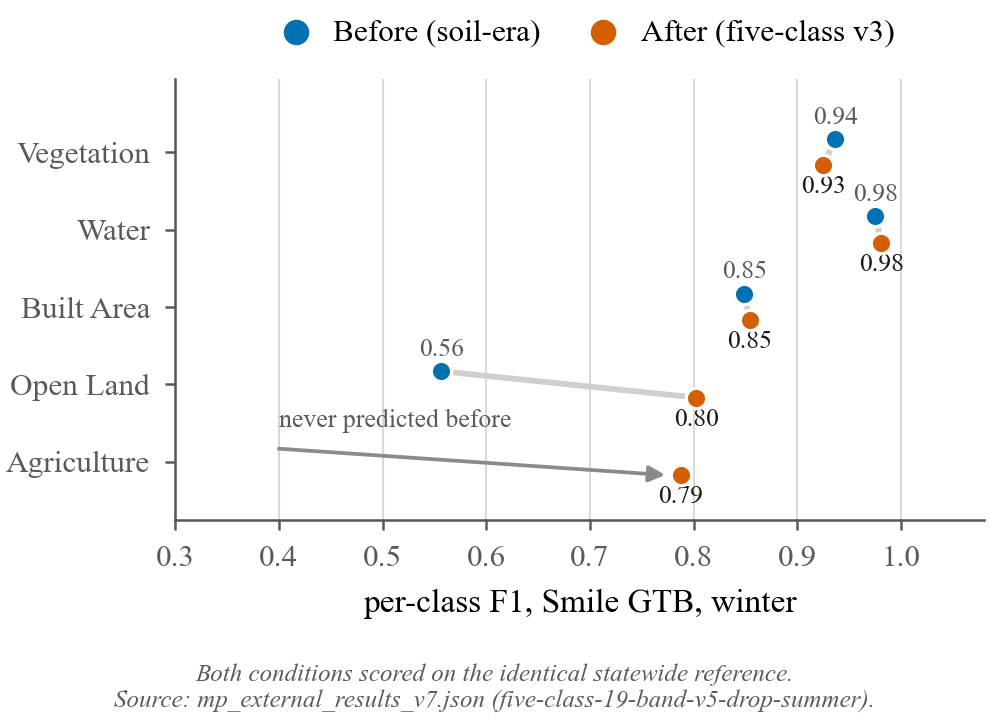 Before (soil-era) After (five-class v3)
0.94
Vegetation
0.93 0.98
Water
0.98
0.85
Built Area
0.85
0.56
Open Land
0.80
never predicted before
Agriculture
0.79
0.3 0.4 0.5 0.6 0.7 0.8 0.9 1.0
per-class F1, Smile GTB, winter
Both conditions scored on the identical statewide reference.
Source: mp_external_results_v7.json (five-class-19-band-v5-drop-summer).